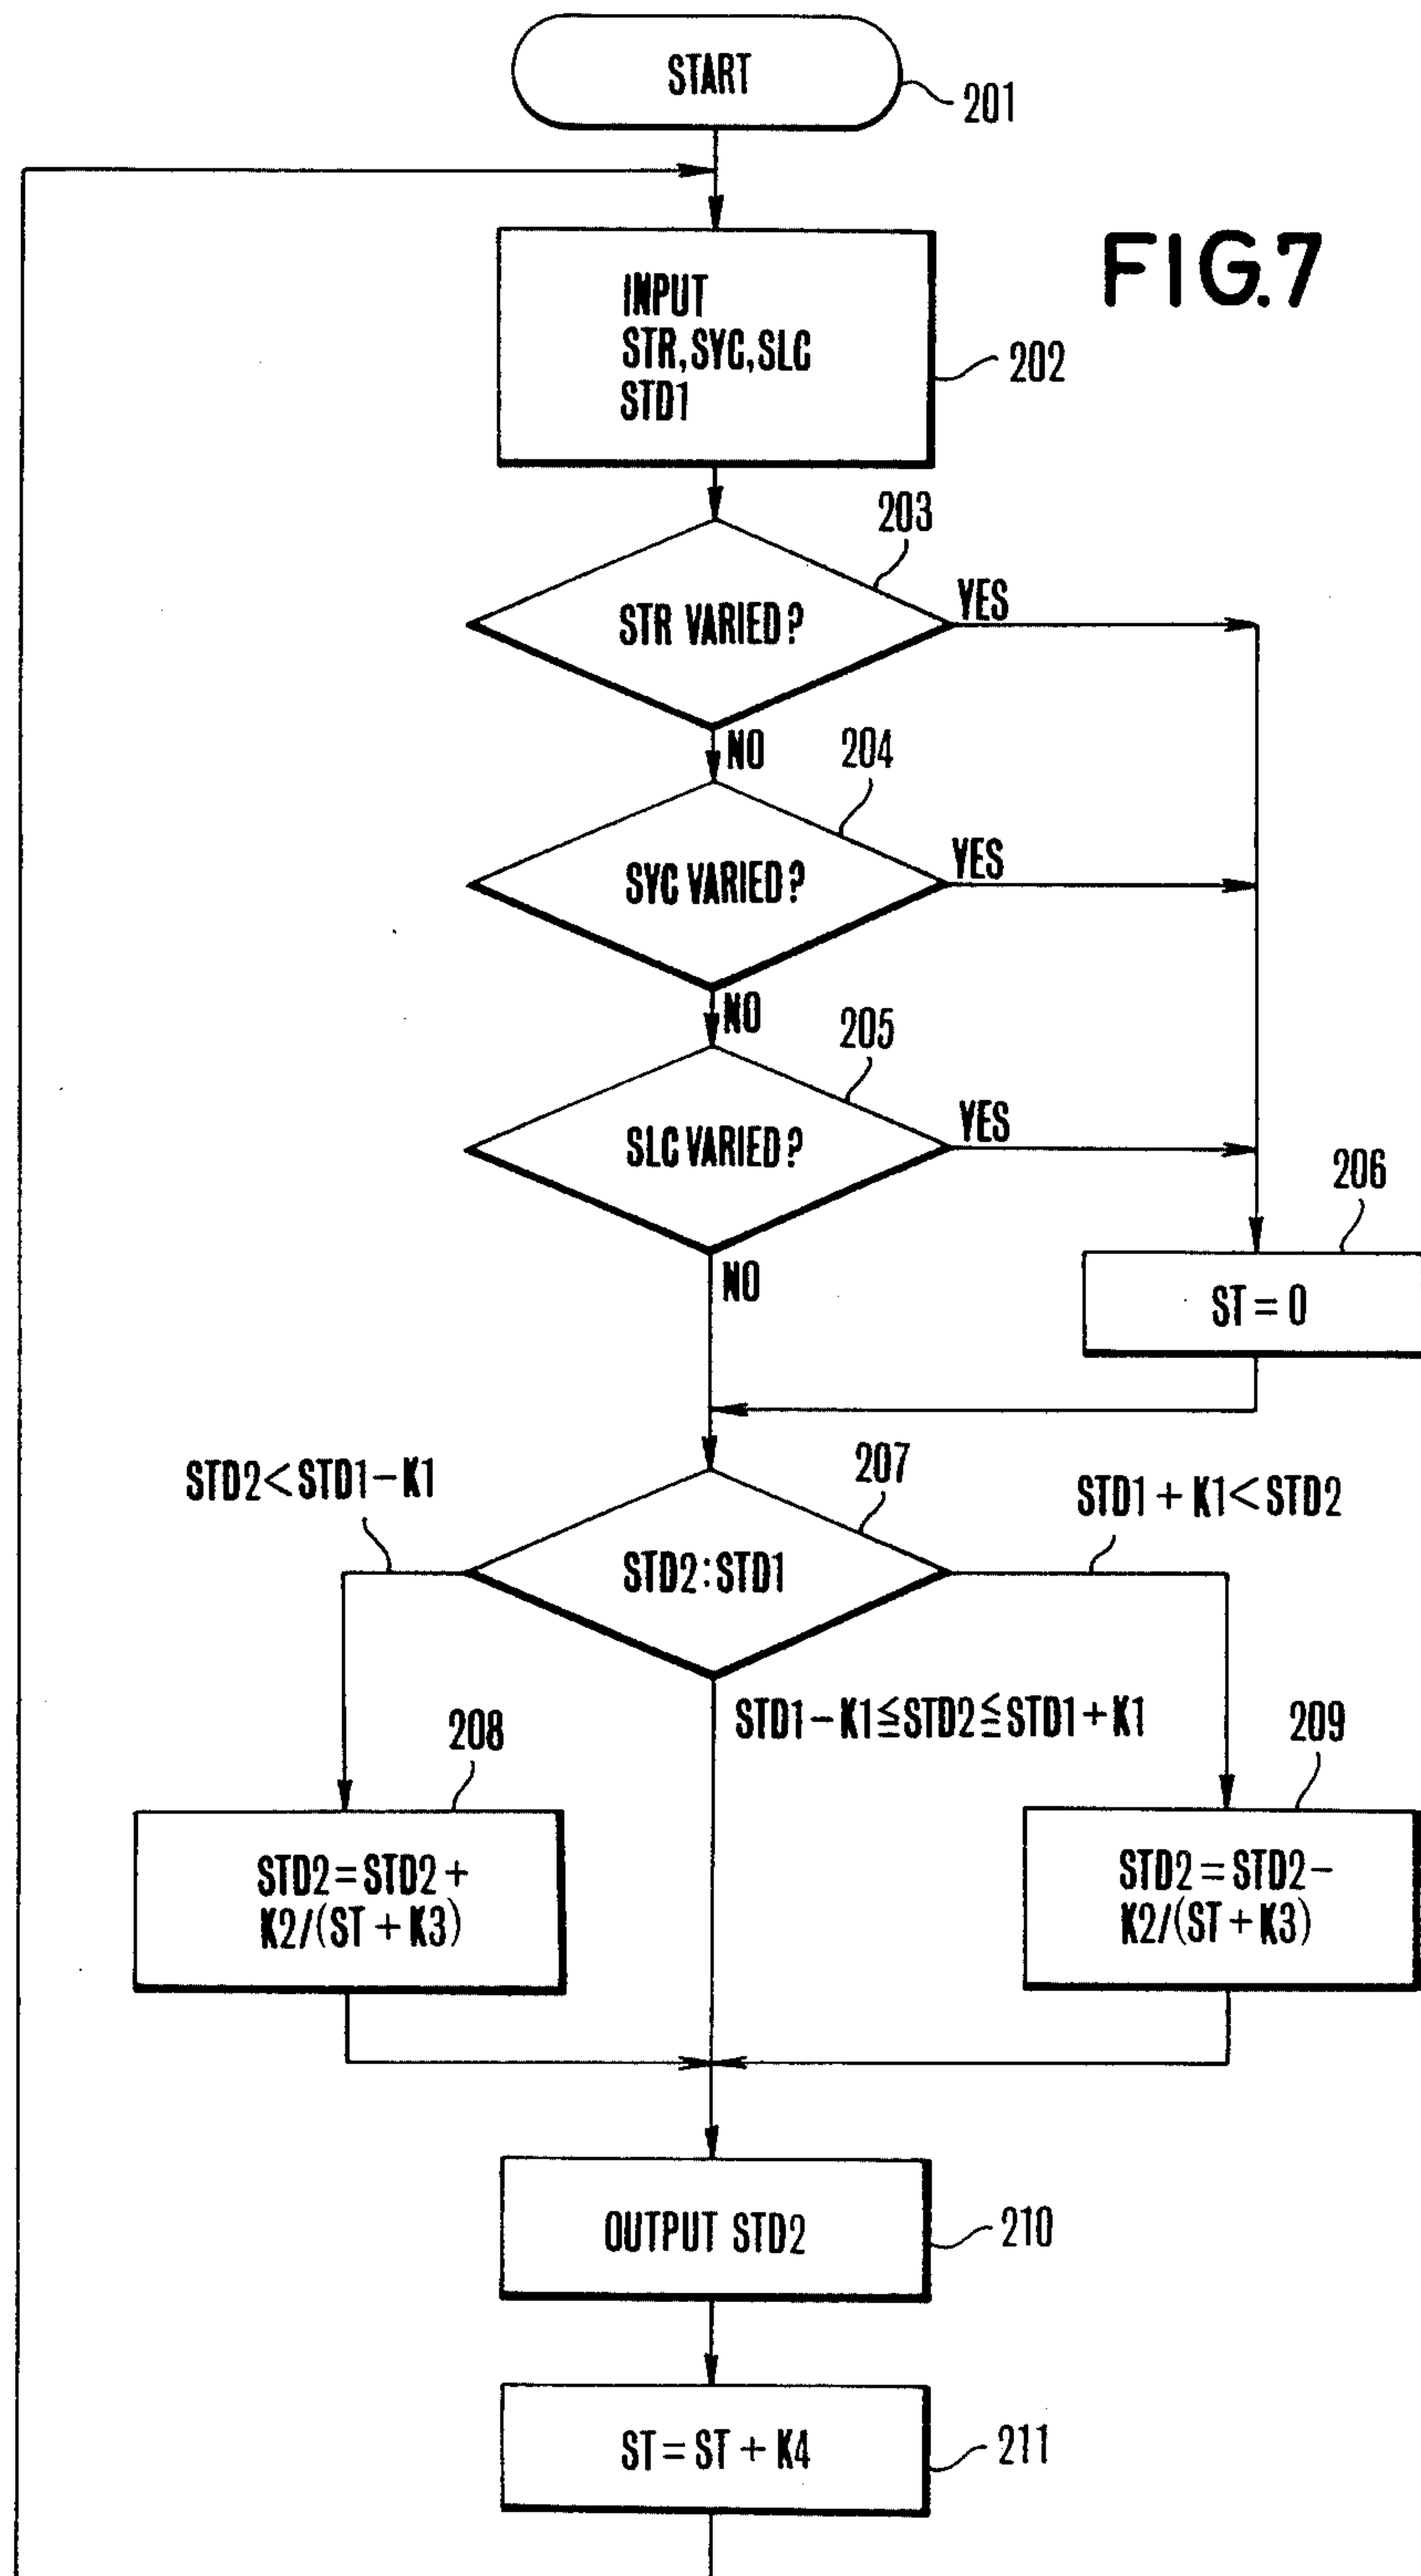 START
201
FIG.7
INPUT
STR,SYC,SLC
STD1
202
203
STR VARIED?
YES
NO
204
SYC VARIED?
YES
NO
205
SLC VARIED?
YES
NO
206
ST = 0
STD2<STD1-K1
207
STD1+K1<STD2
STD2:STD1
STD1-K1≦STD2≦STD1+K1
208
209
STD2=STD2+
K2/(ST+K3)
STD2=STD2-
K2/(ST+K3)
OUTPUT STD2
210
ST=ST+K4
211